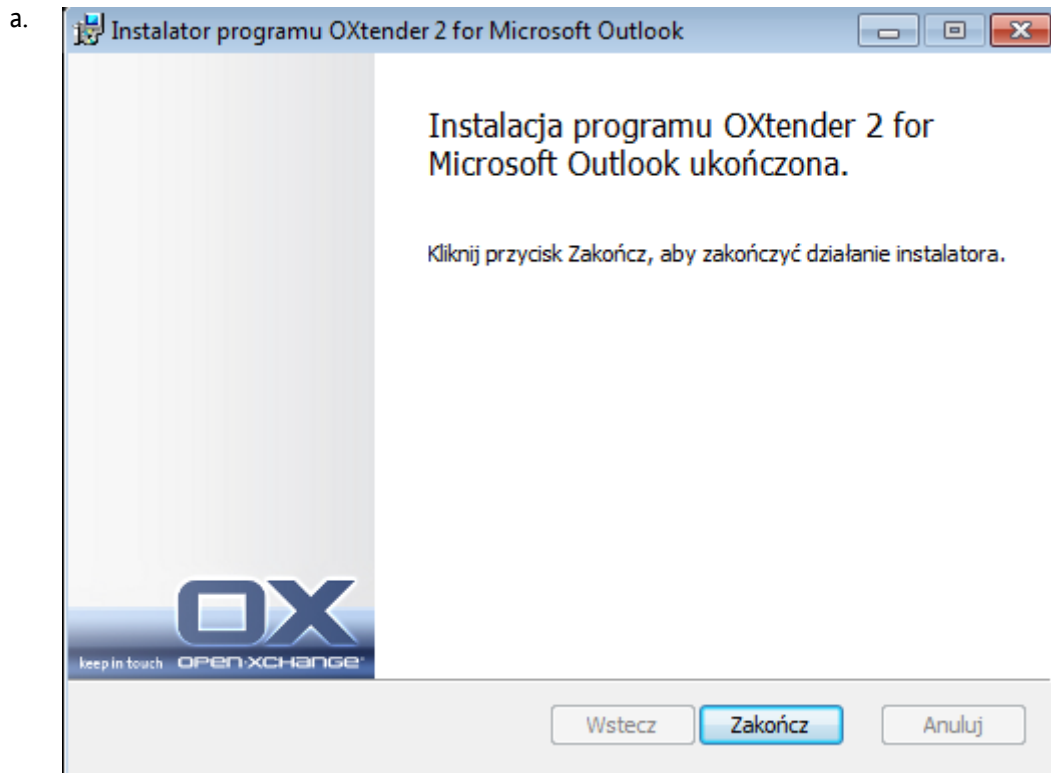 a.
Instalator programu OXtender 2 for Microsoft Outlook
Instalacja programu OXtender 2 for
Microsoft Outlook ukończona.
Kliknij przycisk Zakończ, aby zakończyć działanie instalatora.
OX
keep in touch OPEN-XCHANGE
Wstecz Zakończ Anuluj